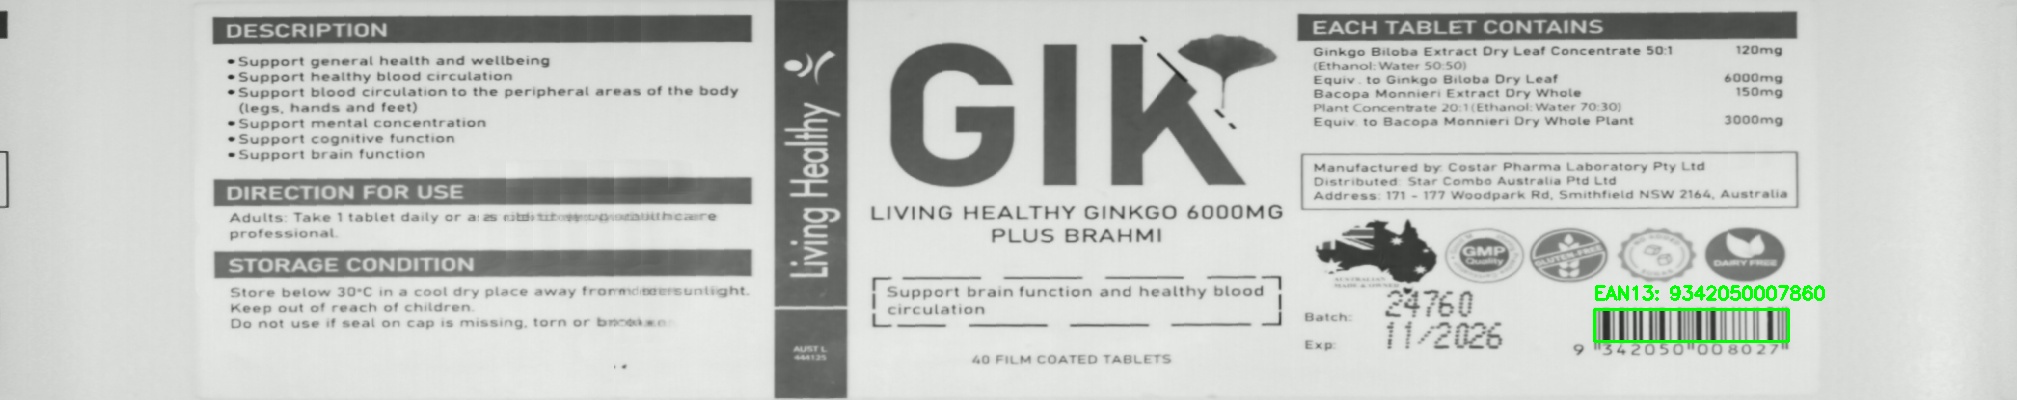 DESCRIPTION
•Support general health and wellbeing
•Support healthy blood circulation
•Support blood circulation to the peripheral areas of the body
(legs, hands and feet)
•Support mental concentration
•Support cognitive function
•Support brain function
DIRECTION FOR USE
Adults: Take 1 tablet daily or as
professional.
STORAGE CONDITION
Store below 30°C in a cool dry place away from sunlight.
Keep out of reach of children.
Do not use if seal on cap is missing, torn or
Living Healthy
AUST L
GIK
LIVING HEALTHY GINKGO 6000MG
PLUS BRAHMI
Support brain function and healthy blood
circulation
40 FILM COATED TABLETS
EACH TABLET CONTAINS
Ginkgo Biloba Extract Dry Leaf Concentrate 50:1 120mg
(Ethanol: Water 50:50)
Equiv. to Ginkgo Biloba Dry Leaf 6000mg
Bacopa Monnieri Extract Dry Whole 150mg
Plant Concentrate 20:1 (Ethanol: Water 70:30)
Equiv. to Bacopa Monnieri Dry Whole Plant 3000mg
Manufactured by: Costar Pharma Laboratory Pty Ltd
Distributed: Star Combo Australia Ptd Ltd
Address: 171 - 177 Woodpark Rd, Smithfield NSW 2164, Australia
AUSTRALIAN
MADE & OWNED
GMP
Quality
GLUTEN FREE
NO ADDED
SUGAR
DAIRY FREE
Batch: 24760
Exp: 11/2026
EAN13: 9342050007860
9 342050 008027